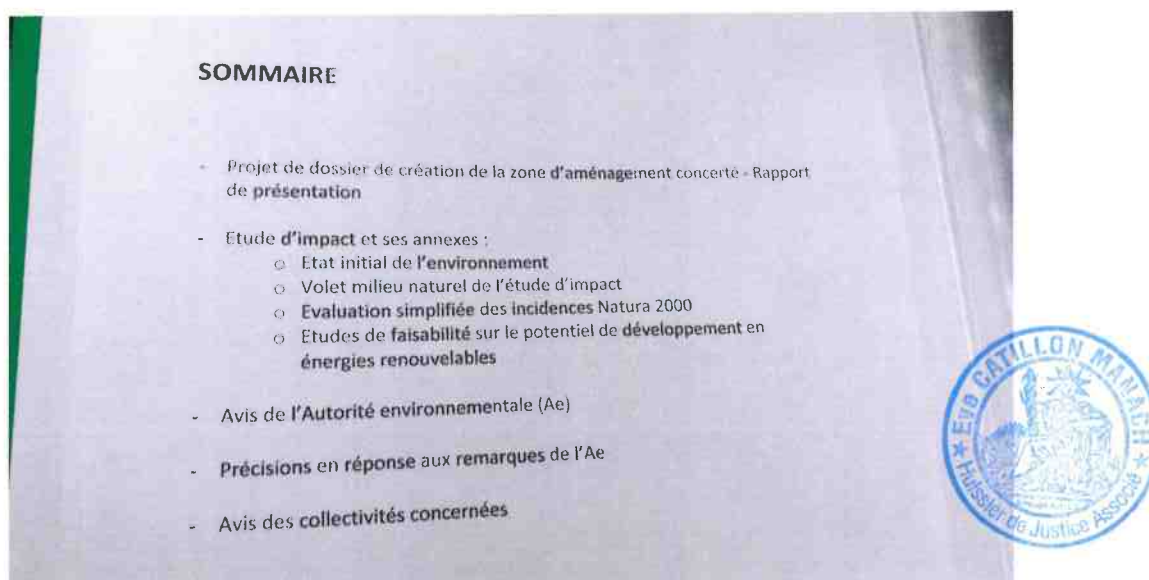 SOMMAIRE
- Projet de dossier de création de la zone d'aménagement concerté - Rapport
de présentation
- Etude d'impact et ses annexes :
o Etat initial de l'environnement
o Volet milieu naturel de l'étude d'impact
o Evaluation simplifiée des incidences Natura 2000
o Etudes de faisabilité sur le potentiel de développement en
énergies renouvelables
- Avis de l'Autorité environnementale (Ae)
- Précisions en réponse aux remarques de l'Ae
- Avis des collectivités concernées
Eve CATILLON MANACH
★ Huissier de Justice Associé ★